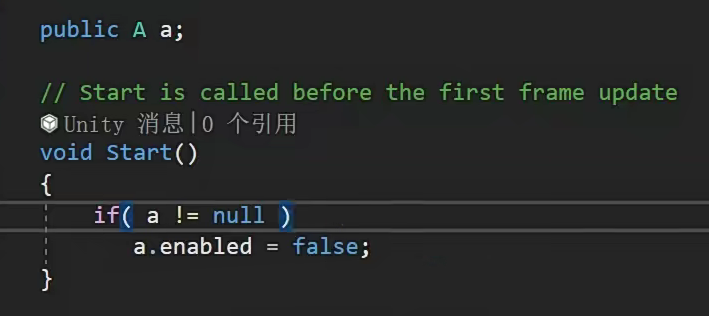 public A a;
// Start is called before the first frame update
Unity 消息|0 个引用
void Start()
{
if( a != null )
a.enabled = false;
}